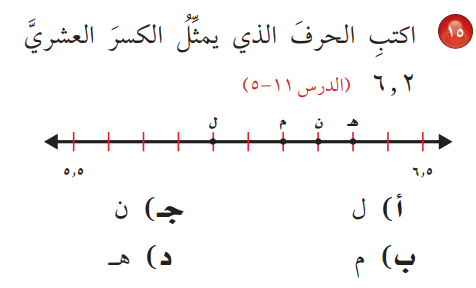 ١٥ اكتبِ الحرفَ الذي يمثِّلُ الكسرَ العشريَّ
٦,٢ (الدرس ١١-٥)
ل م ن هـ
٥,٥ ٦,٥
أ) ل جـ) ن
ب) م د) هـ